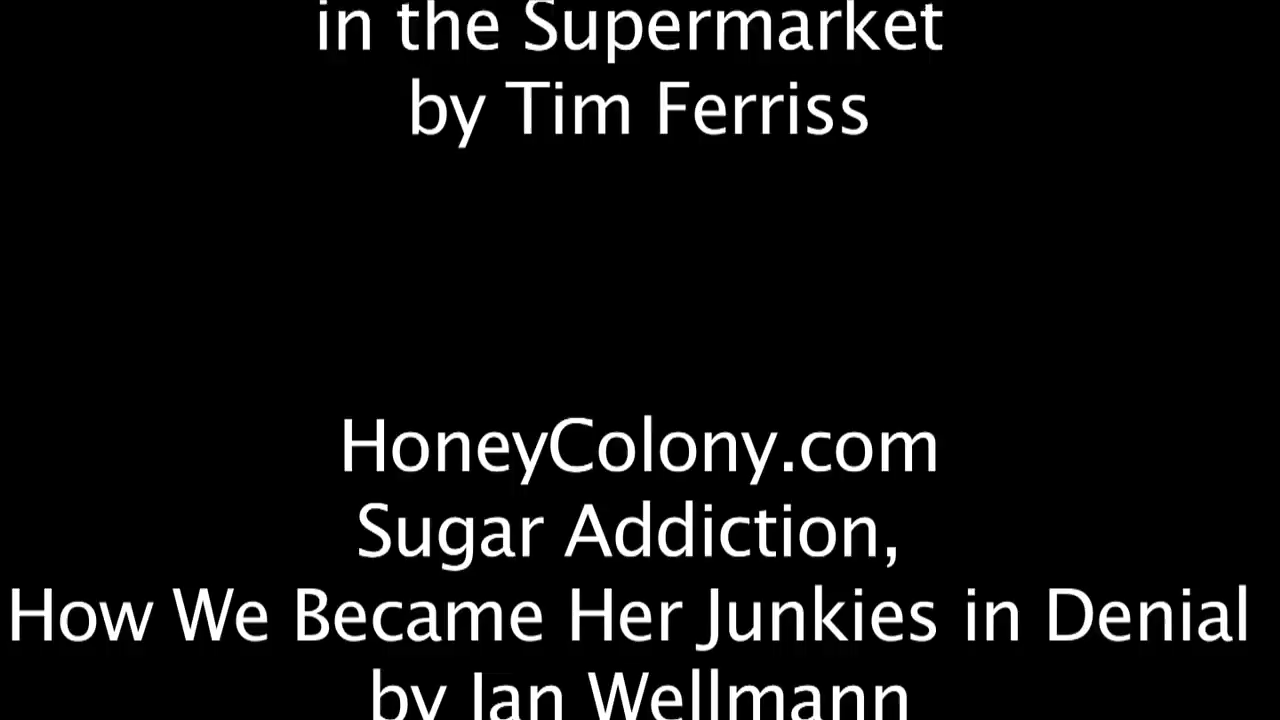 in the Supermarket
by Tim Ferriss
HoneyColony.com
Sugar Addiction,
How We Became Her Junkies in Denial
by Jan Wellmann